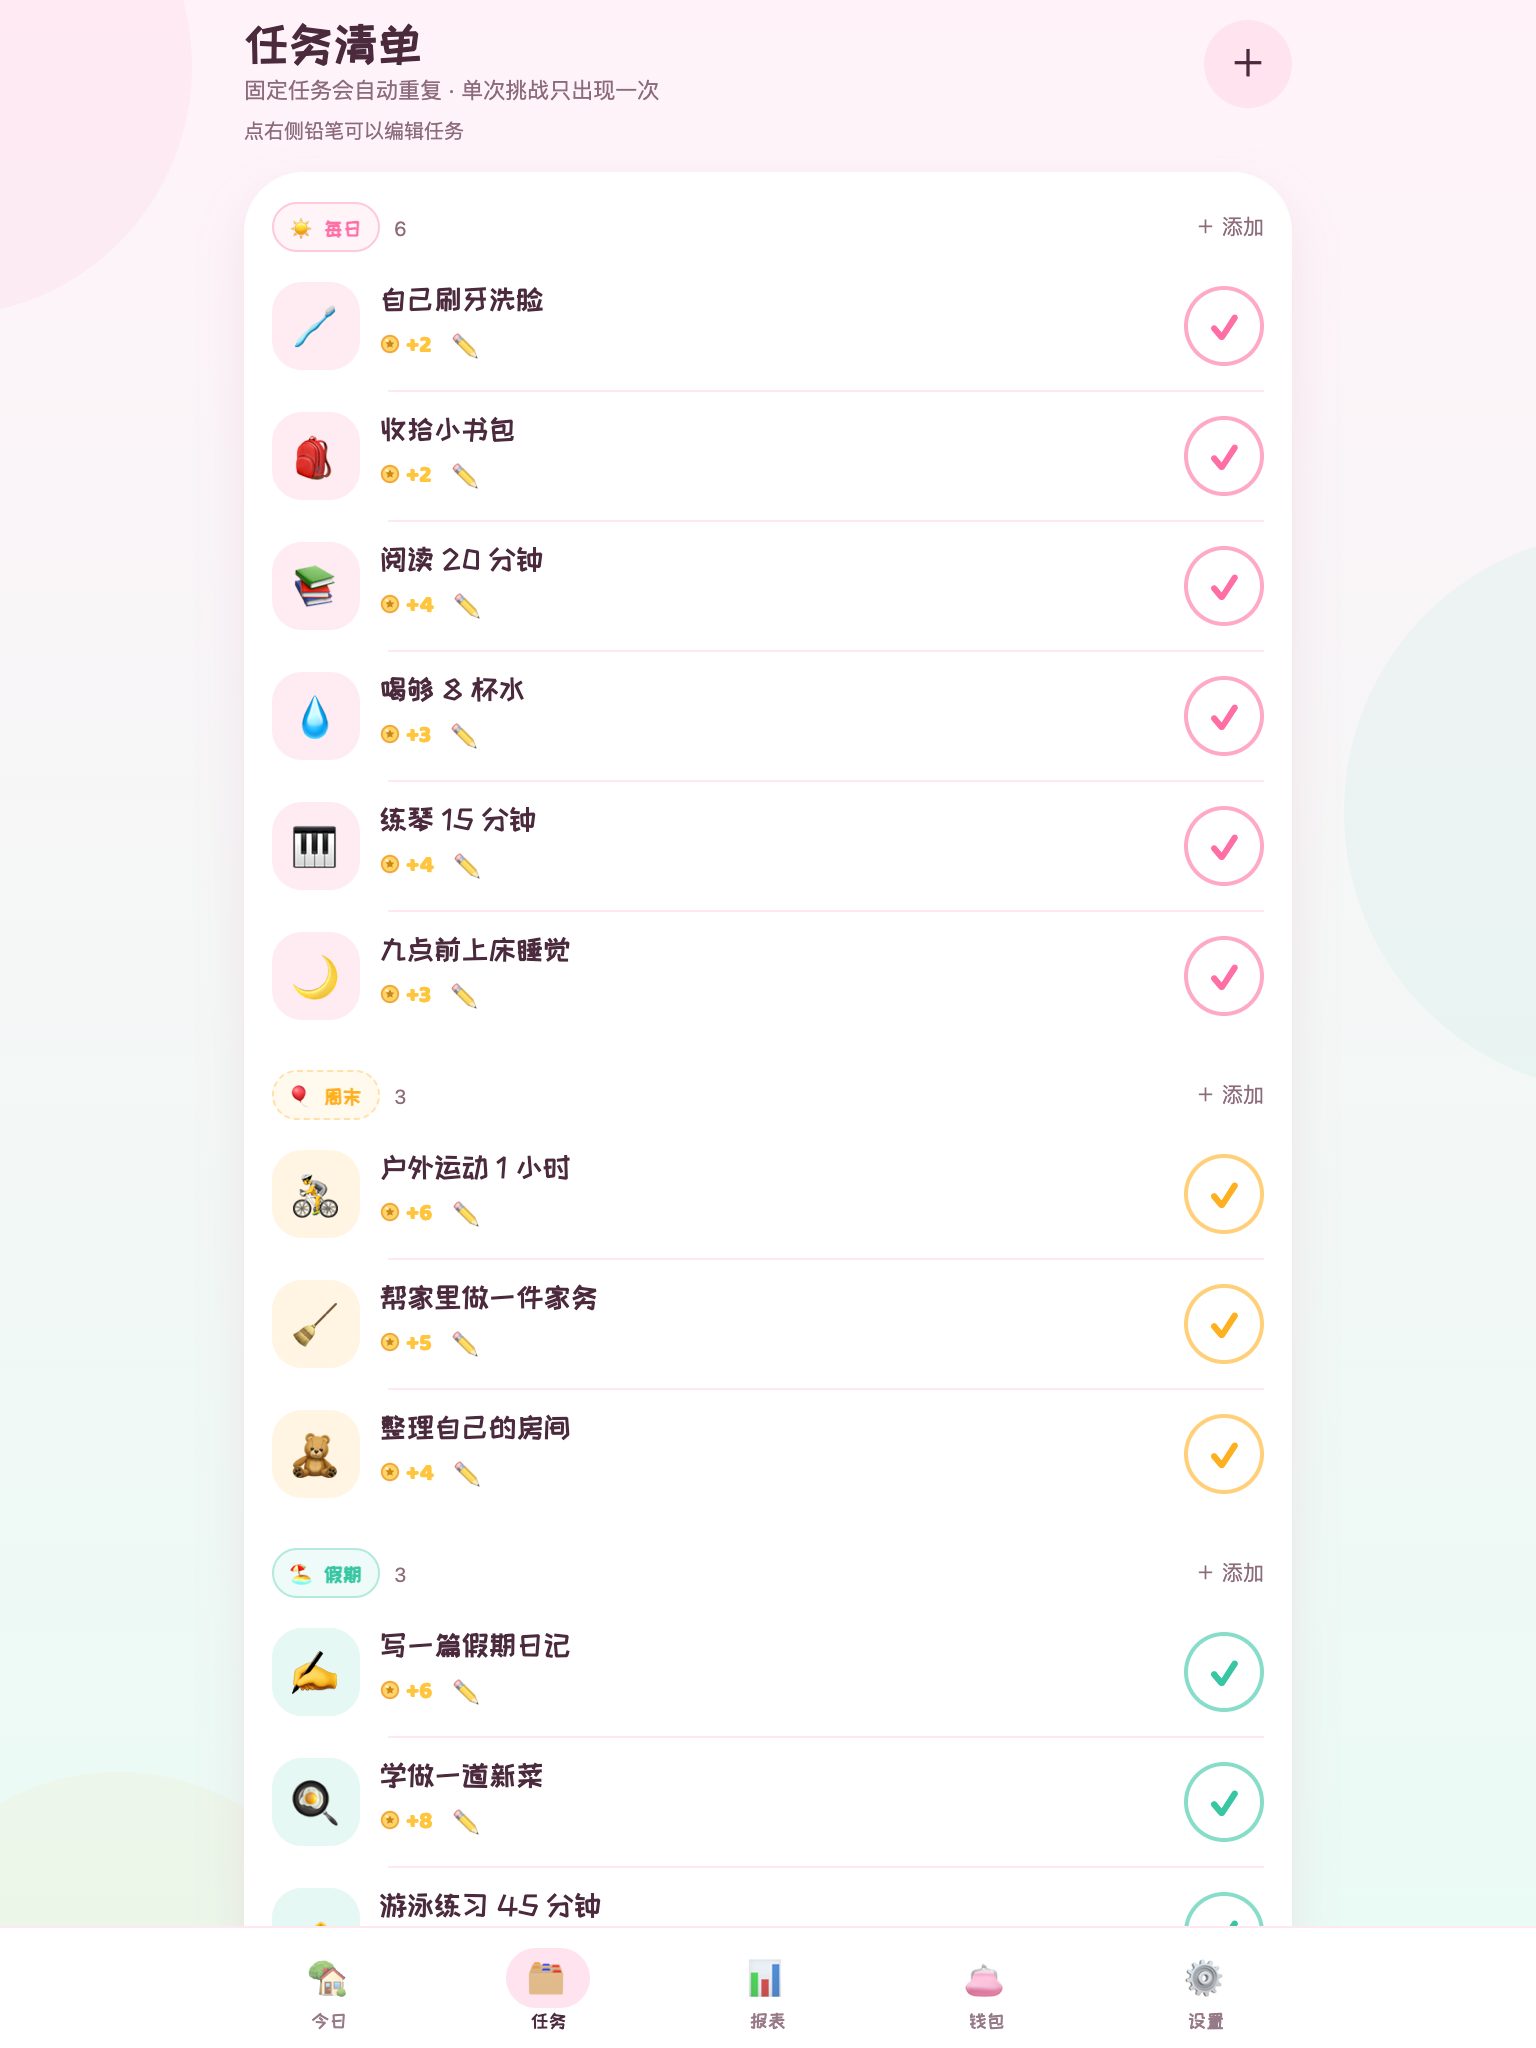 任务清单
固定任务会自动重复 · 单次挑战只出现一次
点右侧铅笔可以编辑任务
每日 6 + 添加
自己刷牙洗脸
+2
收拾小书包
+2
阅读 20 分钟
+4
喝够 8 杯水
+3
练琴 15 分钟
+4
九点前上床睡觉
+3
周末 3 + 添加
户外运动 1 小时
+6
帮家里做一件家务
+5
整理自己的房间
+4
假期 3 + 添加
写一篇假期日记
+6
学做一道新菜
+8
游泳练习 45 分钟
今日 任务 报表 钱包 设置